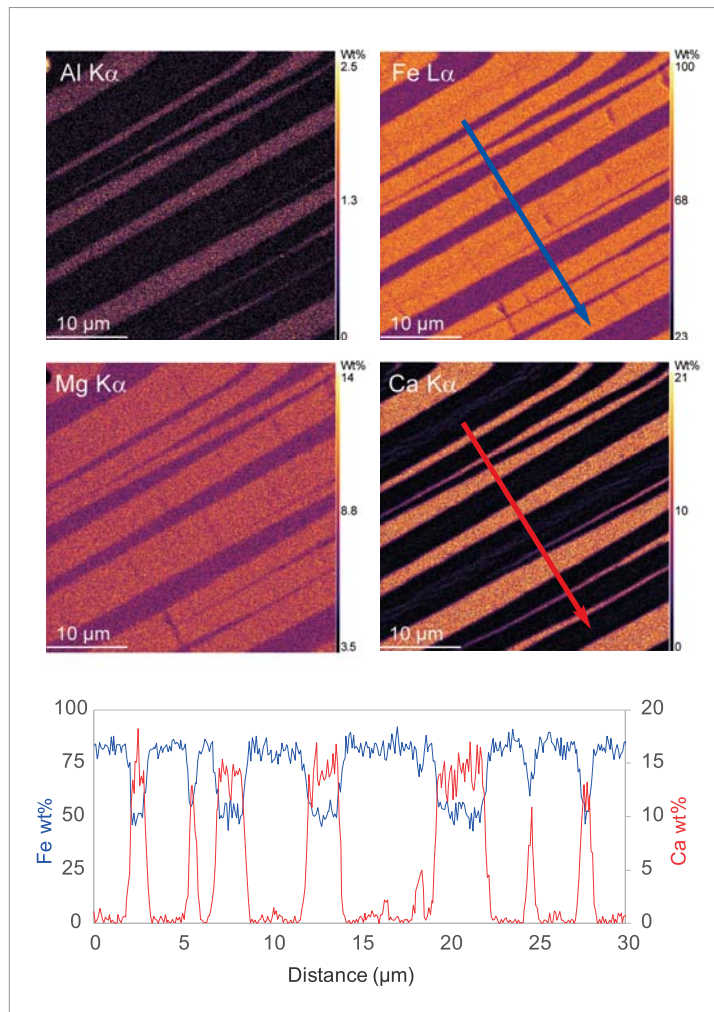 Wt%
Al Kα
2.5
1.3
0
10 µm
Wt%
Fe Lα
100
68
23
10 µm
Wt%
Mg Kα
14
8.8
3.5
10 µm
Wt%
Ca Kα
21
10
0
10 µm
100
75
50
25
0
Fe wt%
20
15
10
5
0
Ca wt%
0 5 10 15 20 25 30
Distance (µm)